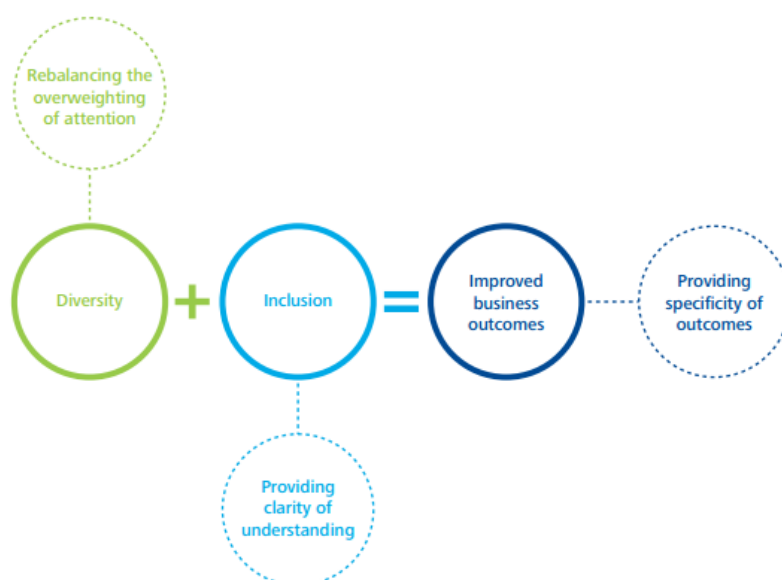 Rebalancing the
overweighting
of attention
Diversity
+
Inclusion
=
Improved
business
outcomes
Providing
specificity of
outcomes
Providing
clarity of
understanding